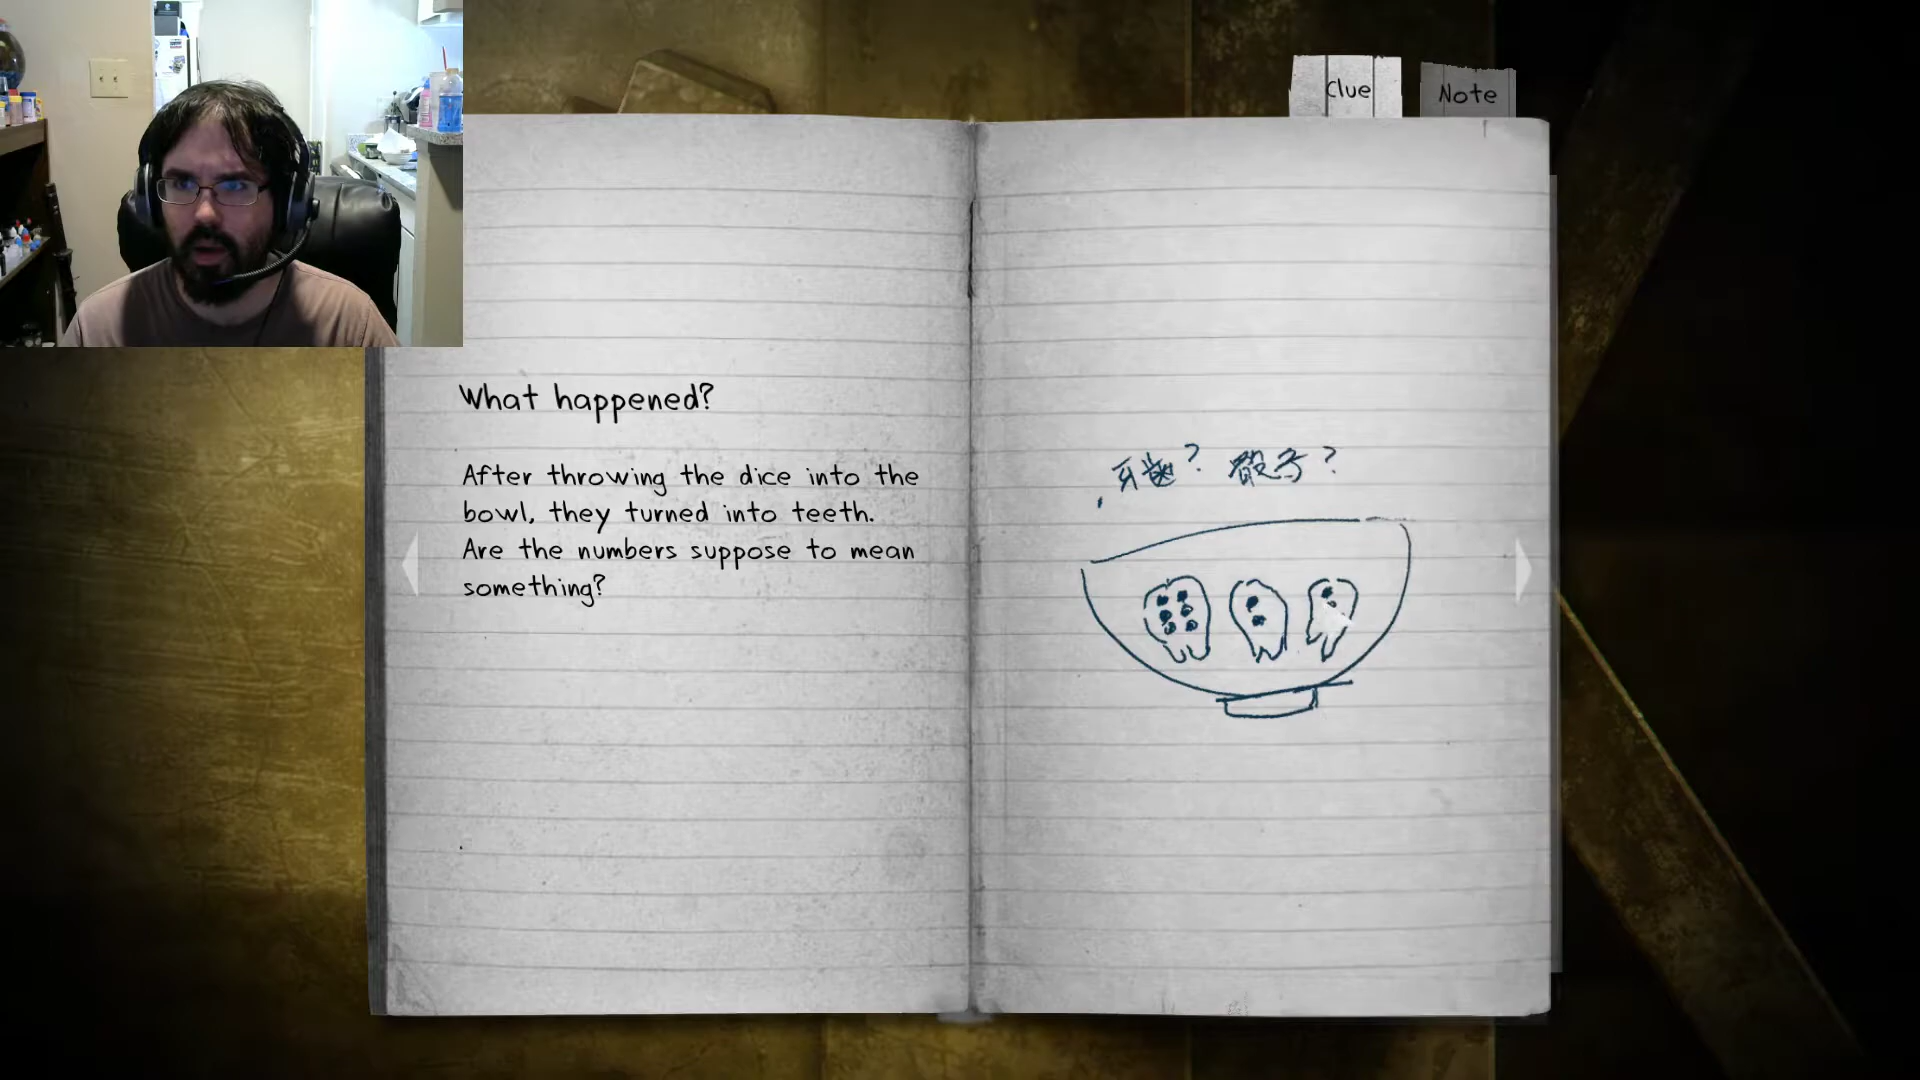 Clue
Note
What happened?
After throwing the dice into the
bowl, they turned into teeth.
Are the numbers suppose to mean
something?
牙齒? 骰子?